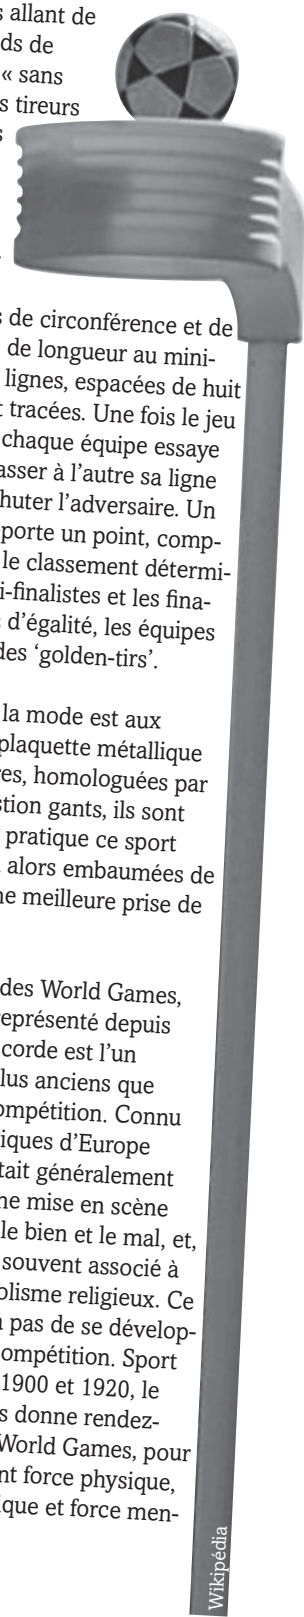 s allant de
ds de
« sans
s tireurs
s de circonférence et de
de longueur au mini-
lignes, espacées de huit
t tracées. Une fois le jeu
chaque équipe essaye
asser à l'autre sa ligne
huter l'adversaire. Un
porte un point, comp-
le classement détermi-
i-finalistes et les fina-
s d'égalité, les équipes
des ‘golden-tirs’.
la mode est aux
plaquette métallique
res, homologuées par
stion gants, ils sont
pratique ce sport
alors embaumées de
ne meilleure prise de
des World Games,
eprésenté depuis
corde est l'un
lus anciens que
ompétition. Connu
iques d'Europe
tait généralement
ne mise en scène
le bien et le mal, et,
souvent associé à
olisme religieux. Ce
n pas de se dévelop-
ompétition. Sport
1900 et 1920, le
s donne rendez-
World Games, pour
nt force physique,
ique et force men-
Wikipédia